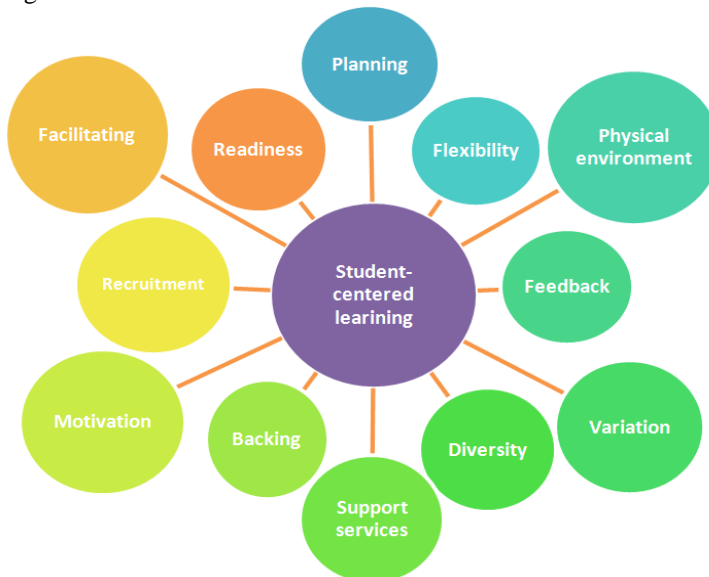 Planning
Facilitating
Readiness
Flexibility
Physical
environment
Student-
centered
learining
Recruitment
Feedback
Motivation
Backing
Diversity
Variation
Support
services